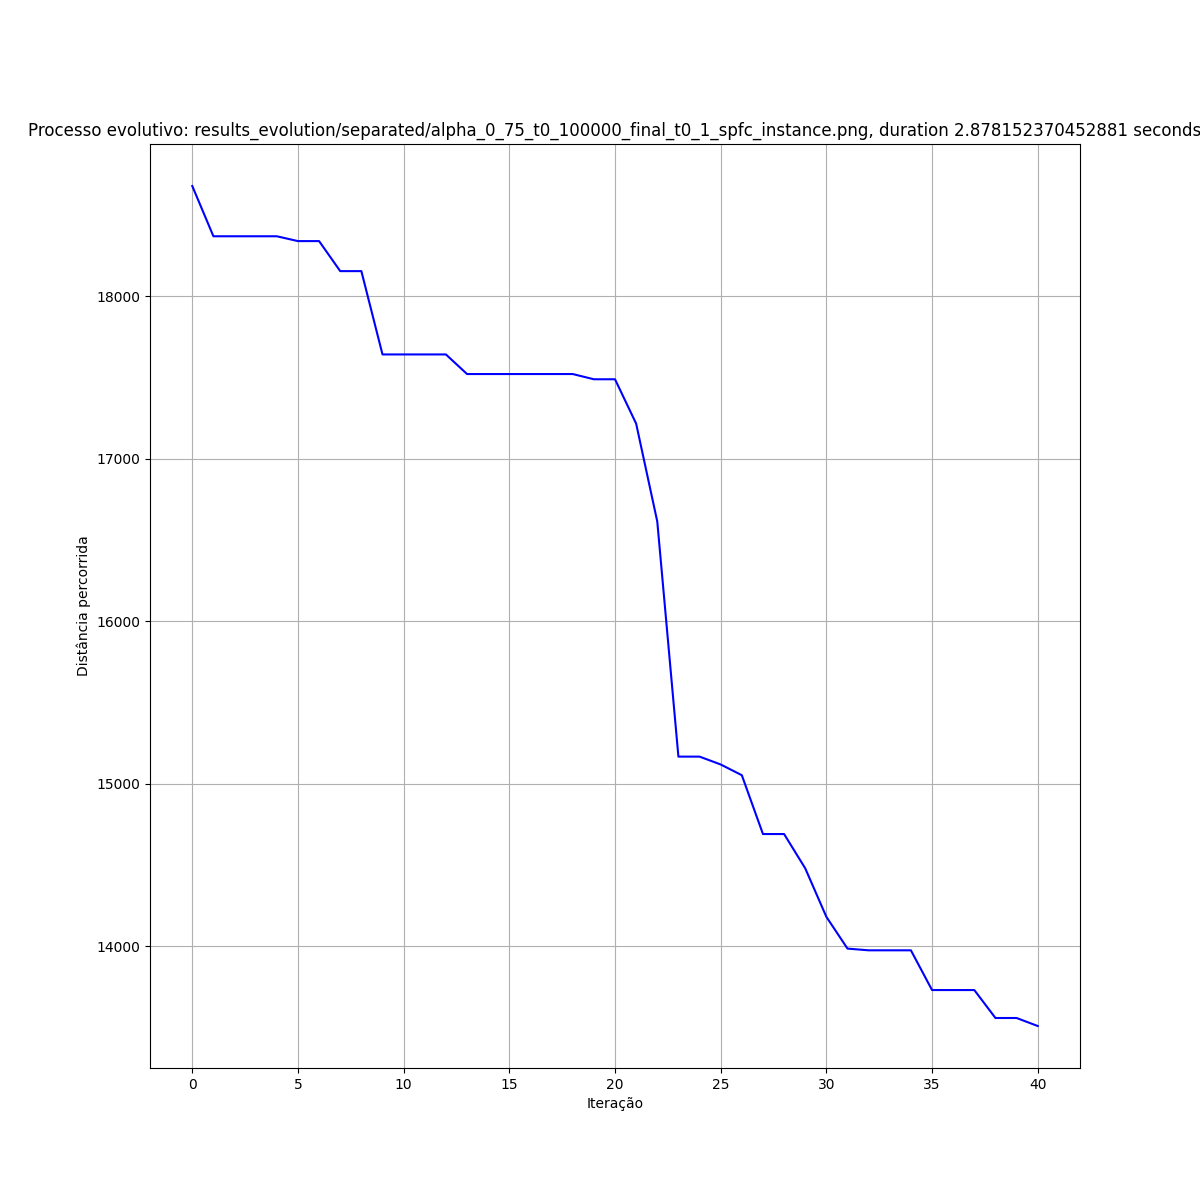 Processo evolutivo: results_evolution/separated/alpha_0_75_t0_100000_final_t0_1_spfc_instance.png, duration 2.878152370452881 seconds
18000
17000
16000
15000
14000
Distância percorrida
0 5 10 15 20 25 30 35 40
Iteração